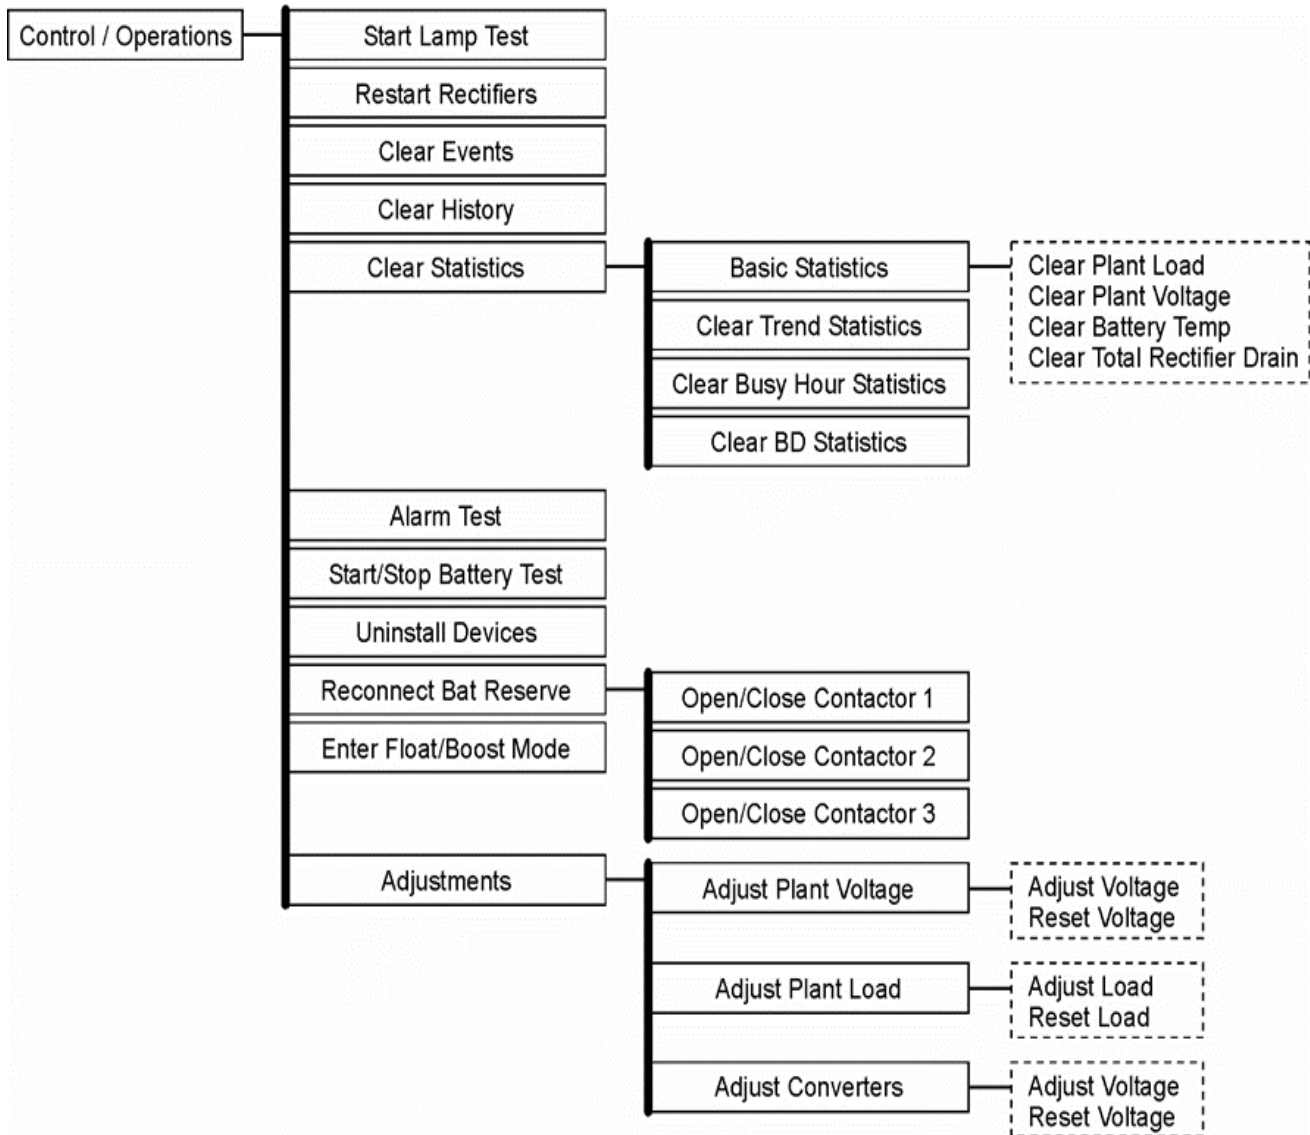 Control / Operations
Start Lamp Test
Restart Rectifiers
Clear Events
Clear History
Clear Statistics
Basic Statistics
Clear Trend Statistics
Clear Busy Hour Statistics
Clear BD Statistics
Clear Plant Load
Clear Plant Voltage
Clear Battery Temp
Clear Total Rectifier Drain
Alarm Test
Start/Stop Battery Test
Uninstall Devices
Reconnect Bat Reserve
Open/Close Contactor 1
Open/Close Contactor 2
Open/Close Contactor 3
Enter Float/Boost Mode
Adjustments
Adjust Plant Voltage
Adjust Voltage
Reset Voltage
Adjust Plant Load
Adjust Load
Reset Load
Adjust Converters
Adjust Voltage
Reset Voltage